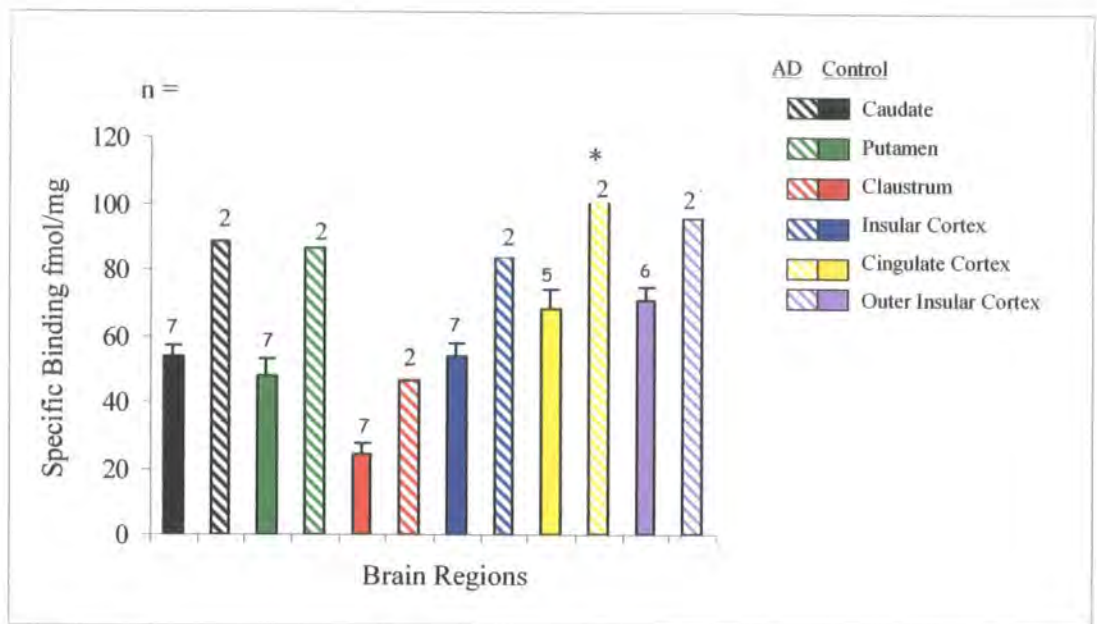 n =
120
100
80
60
40
20
0
Specific Binding fmol/mg
7
2
7
2
7
2
7
2
5
*
2
6
2
Brain Regions
AD Control
Caudate
Putamen
Claustrum
Insular Cortex
Cingulate Cortex
Outer Insular Cortex